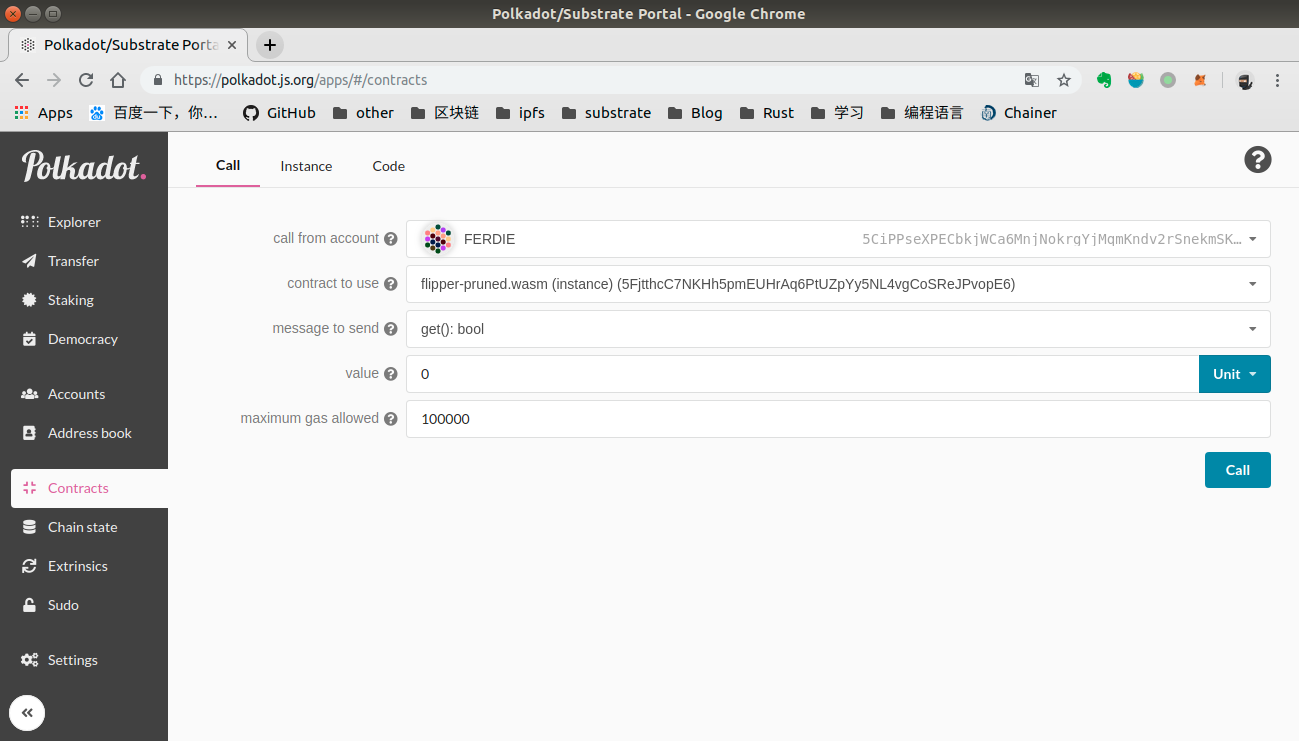 Polkadot/Substrate Portal - Google Chrome
Polkadot/Substrate Porta
https://polkadot.js.org/apps/#/contracts
Apps 百度一下，你… GitHub other 区块链 ipfs substrate Blog Rust 学习 编程语言 Chainer
Polkadot.
Call Instance Code
Explorer
Transfer
Staking
Democracy
Accounts
Address book
Contracts
Chain state
Extrinsics
Sudo
Settings
call from account FERDIE 5CiPPseXPECbkjWCa6MnjNokrgYjMqmKndv2rSnekmSK…
contract to use flipper-pruned.wasm (instance) (5FjtthcC7NKHh5pmEUHrAq6PtUZpYy5NL4vgCoSReJPvopE6)
message to send get(): bool
value 0 Unit
maximum gas allowed 100000
Call